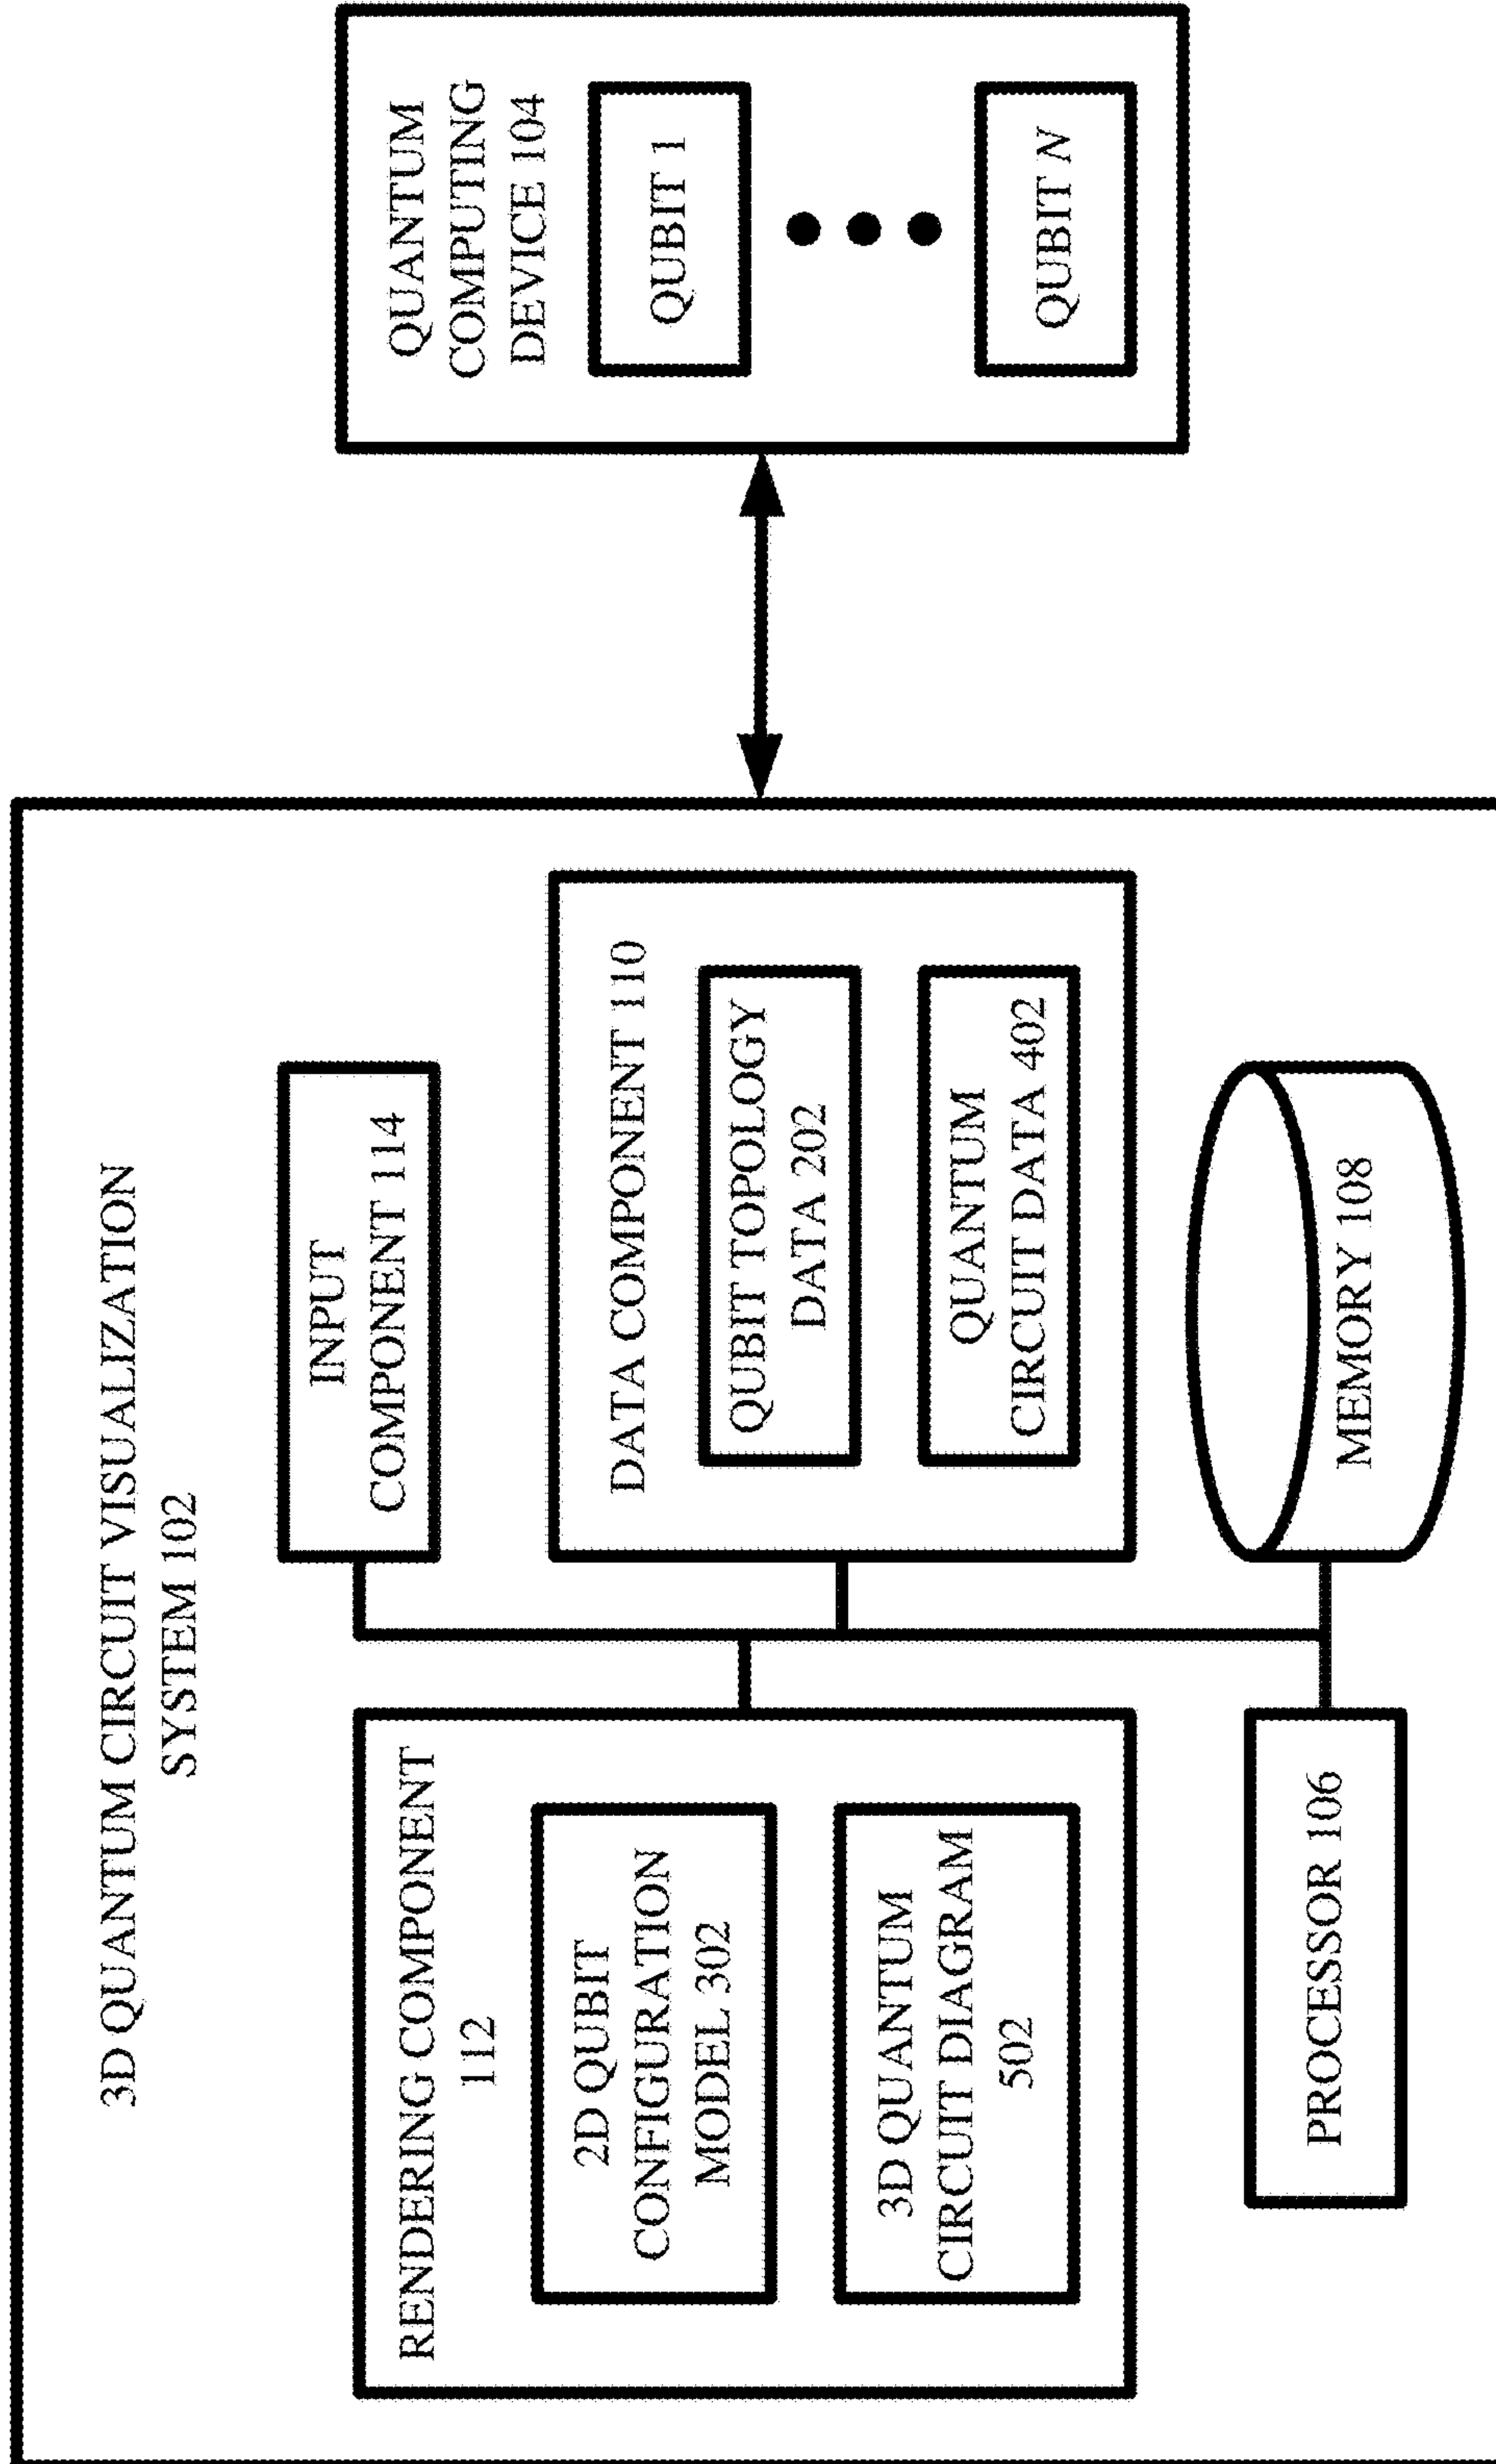 3D QUANTUM CIRCUIT VISUALIZATION
SYSTEM 102
RENDERING COMPONENT
112
2D QUBIT
CONFIGURATION
MODEL 302
3D QUANTUM
CIRCUIT DIAGRAM
502
PROCESSOR 106
INPUT
COMPONENT 114
DATA COMPONENT 110
QUBIT TOPOLOGY
DATA 202
QUANTUM
CIRCUIT DATA 402
MEMORY 108
QUANTUM
COMPUTING
DEVICE 104
QUBIT 1
QUBIT N